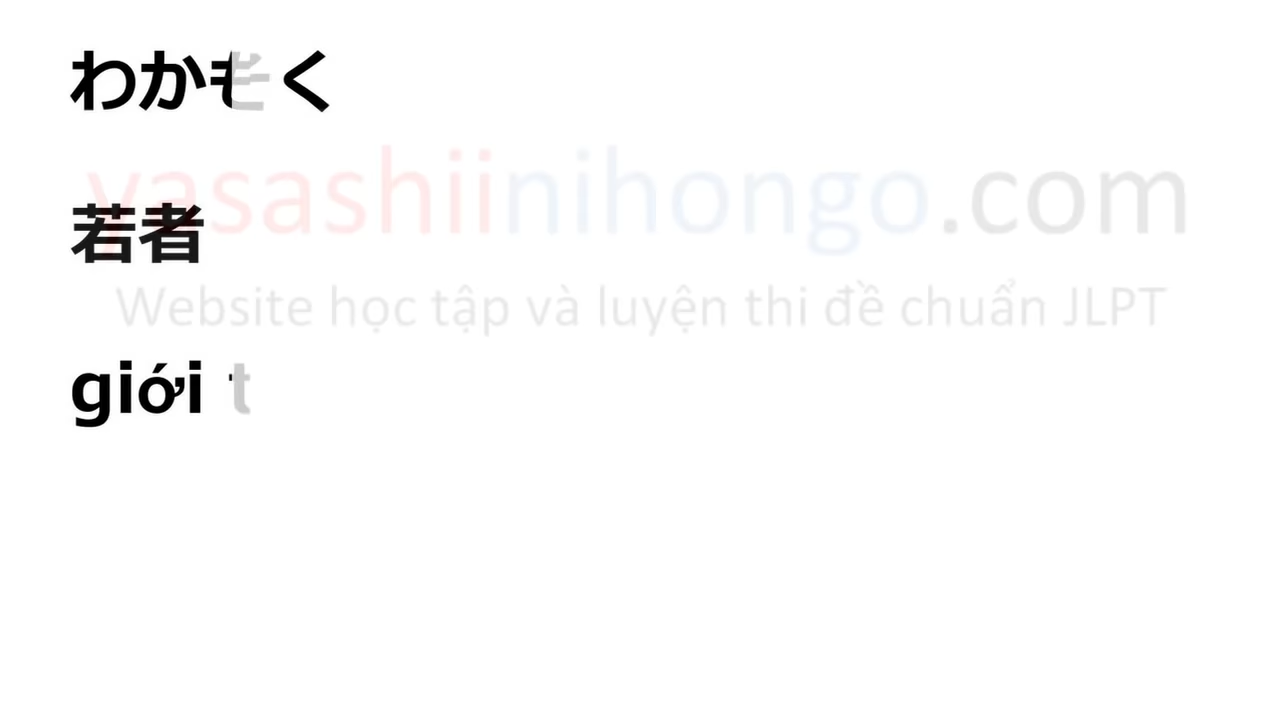 わか
yasashiinihongo.com
若者
Website học tập và luyện thi đề chuẩn JLPT
giới t